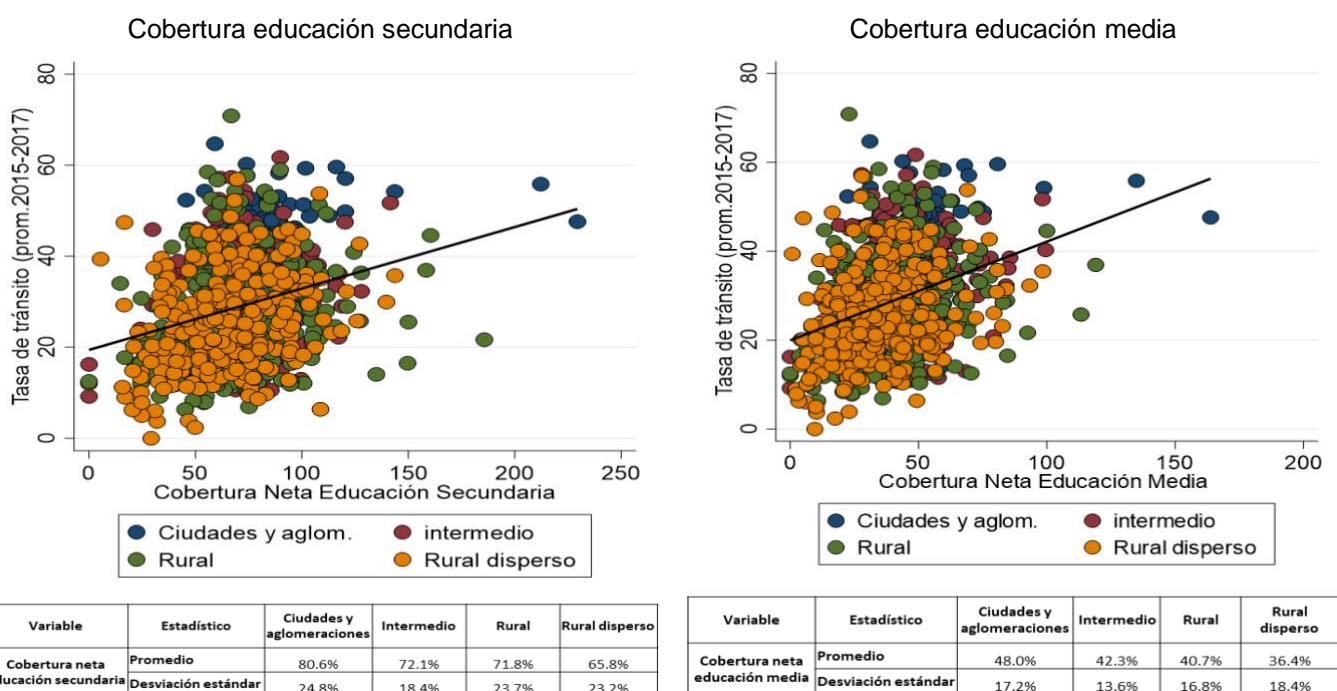 Cobertura educación secundaria
Tasa de tránsito (prom.2015-2017)
80
60
40
20
0
0 50 100 150 200 250
Cobertura Neta Educación Secundaria
Ciudades y aglom. intermedio
Rural Rural disperso
Variable Estadístico Ciudades y aglomeraciones Intermedio Rural Rural disperso
Cobertura neta ducación secundaria Promedio 80.6% 72.1% 71.8% 65.8%
Desviación estándar 24.8% 18.4% 23.7% 23.2%
Cobertura educación media
Tasa de tránsito (prom.2015-2017)
80
60
40
20
0
0 50 100 150 200
Cobertura Neta Educación Media
Ciudades y aglom. intermedio
Rural Rural disperso
Variable Estadístico Ciudades y aglomeraciones Intermedio Rural Rural disperso
Cobertura neta educación media Promedio 48.0% 42.3% 40.7% 36.4%
Desviación estándar 17.2% 13.6% 16.8% 18.4%